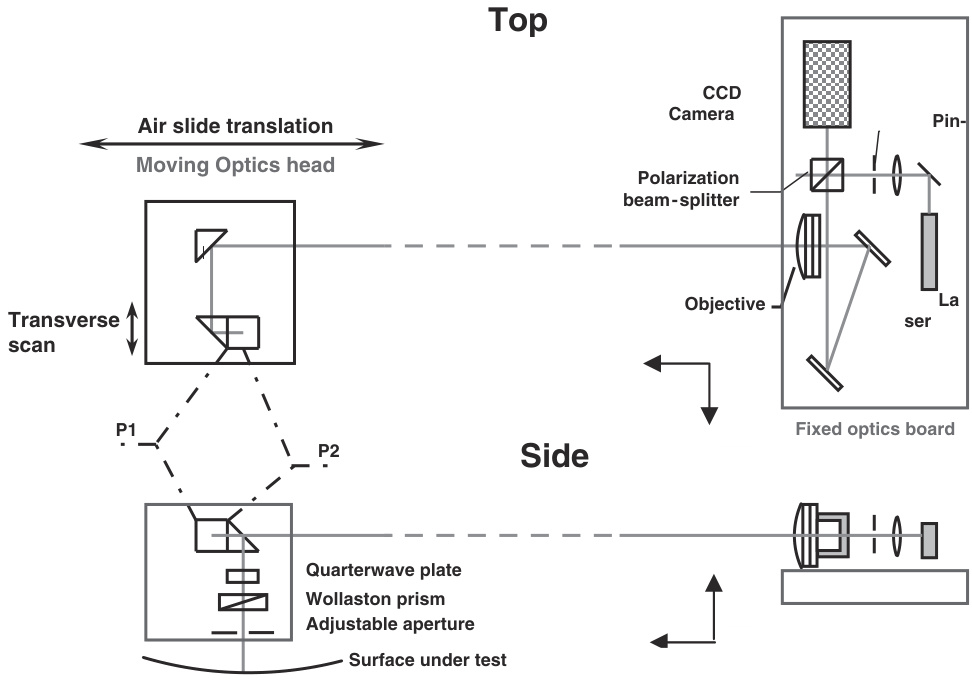 Top
CCD
Camera
Pin-
Air slide translation
Moving Optics head
Polarization
beam-splitter
Objective
La
ser
Transverse
scan
P1
P2
Fixed optics board
Side
Quarterwave plate
Wollaston prism
Adjustable aperture
Surface under test